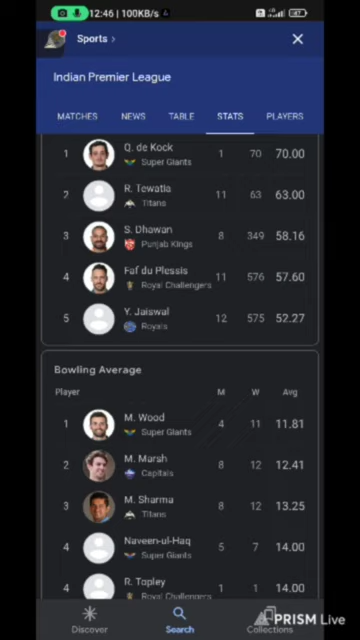 12:46 | 100KB/s
Sports
Indian Premier League
MATCHES NEWS TABLE STATS PLAYERS
1 Q. de Kock 1 70 70.00
Super Giants
2 R. Tewatia 11 63 63.00
Titans
3 S. Dhawan 8 349 58.16
Punjab Kings
4 Faf du Plessis 11 576 57.60
Royal Challengers
5 Y. Jaiswal 12 575 52.27
Royals
Bowling Average
Player M W Avg
1 M. Wood 4 11 11.81
Super Giants
2 M. Marsh 8 12 12.41
Capitals
3 M. Sharma 8 12 13.25
Titans
4 Naveen-ul-Haq 5 7 14.00
Super Giants
4 R. Topley 1 1 14.00
Royal Challengers
Discover Search Collections
PRISM Live